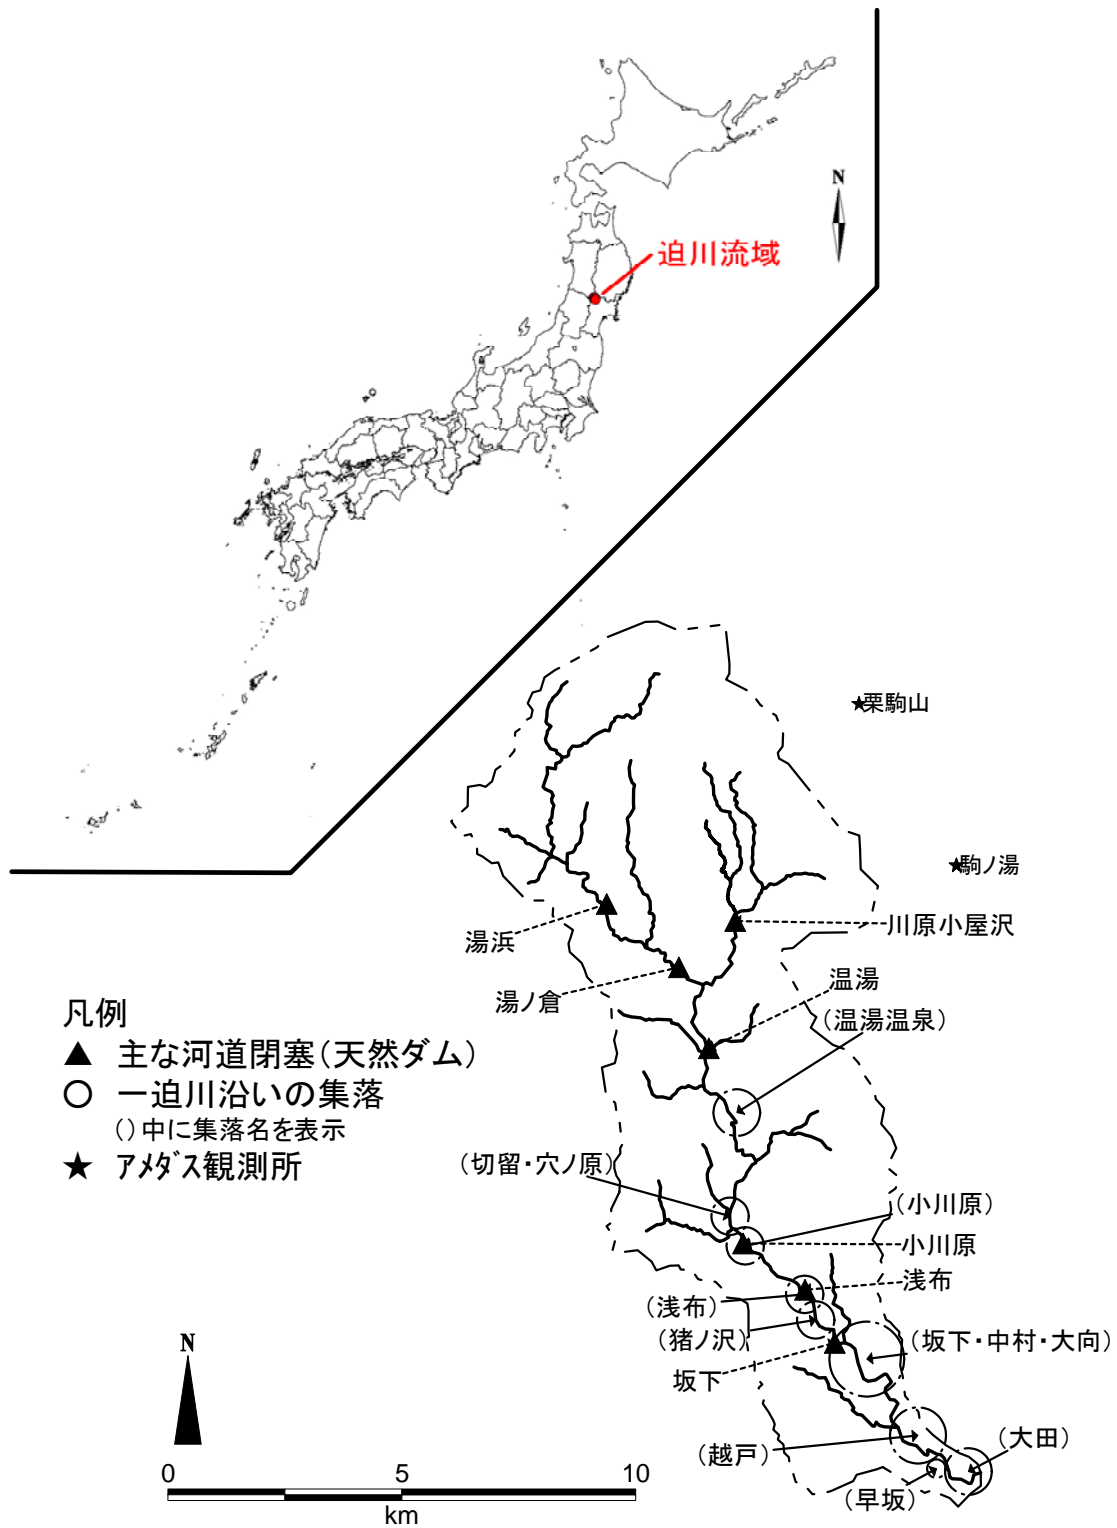 N
迫川流域
栗駒山
駒ノ湯
湯浜
川原小屋沢
湯ノ倉
温湯
(温湯温泉)
凡例
主な河道閉塞(天然ダム)
一迫川沿いの集落
()中に集落名を表示
アメダス観測所
(切留・穴ノ原)
(小川原)
小川原
浅布
(浅布)
(猪ノ沢)
(坂下・中村・大向)
坂下
(越戸)
(大田)
(早坂)
N
0 5 10
km